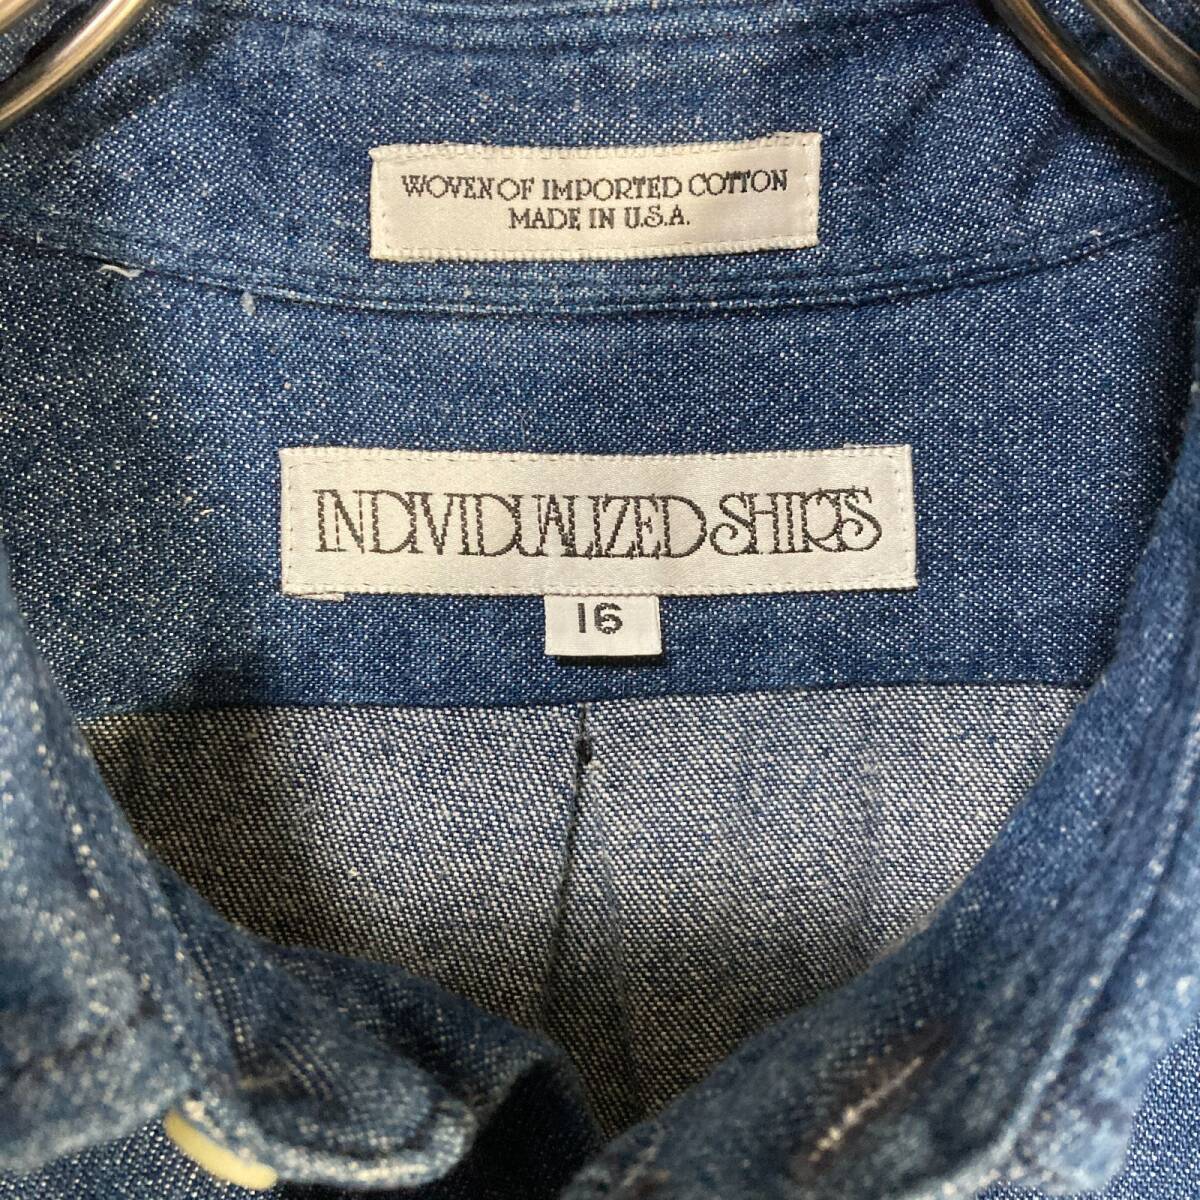 WOVEN OF IMPORTED COTTON
MADE IN U.S.A.
INDIVIDUALIZED SHIRTS
16